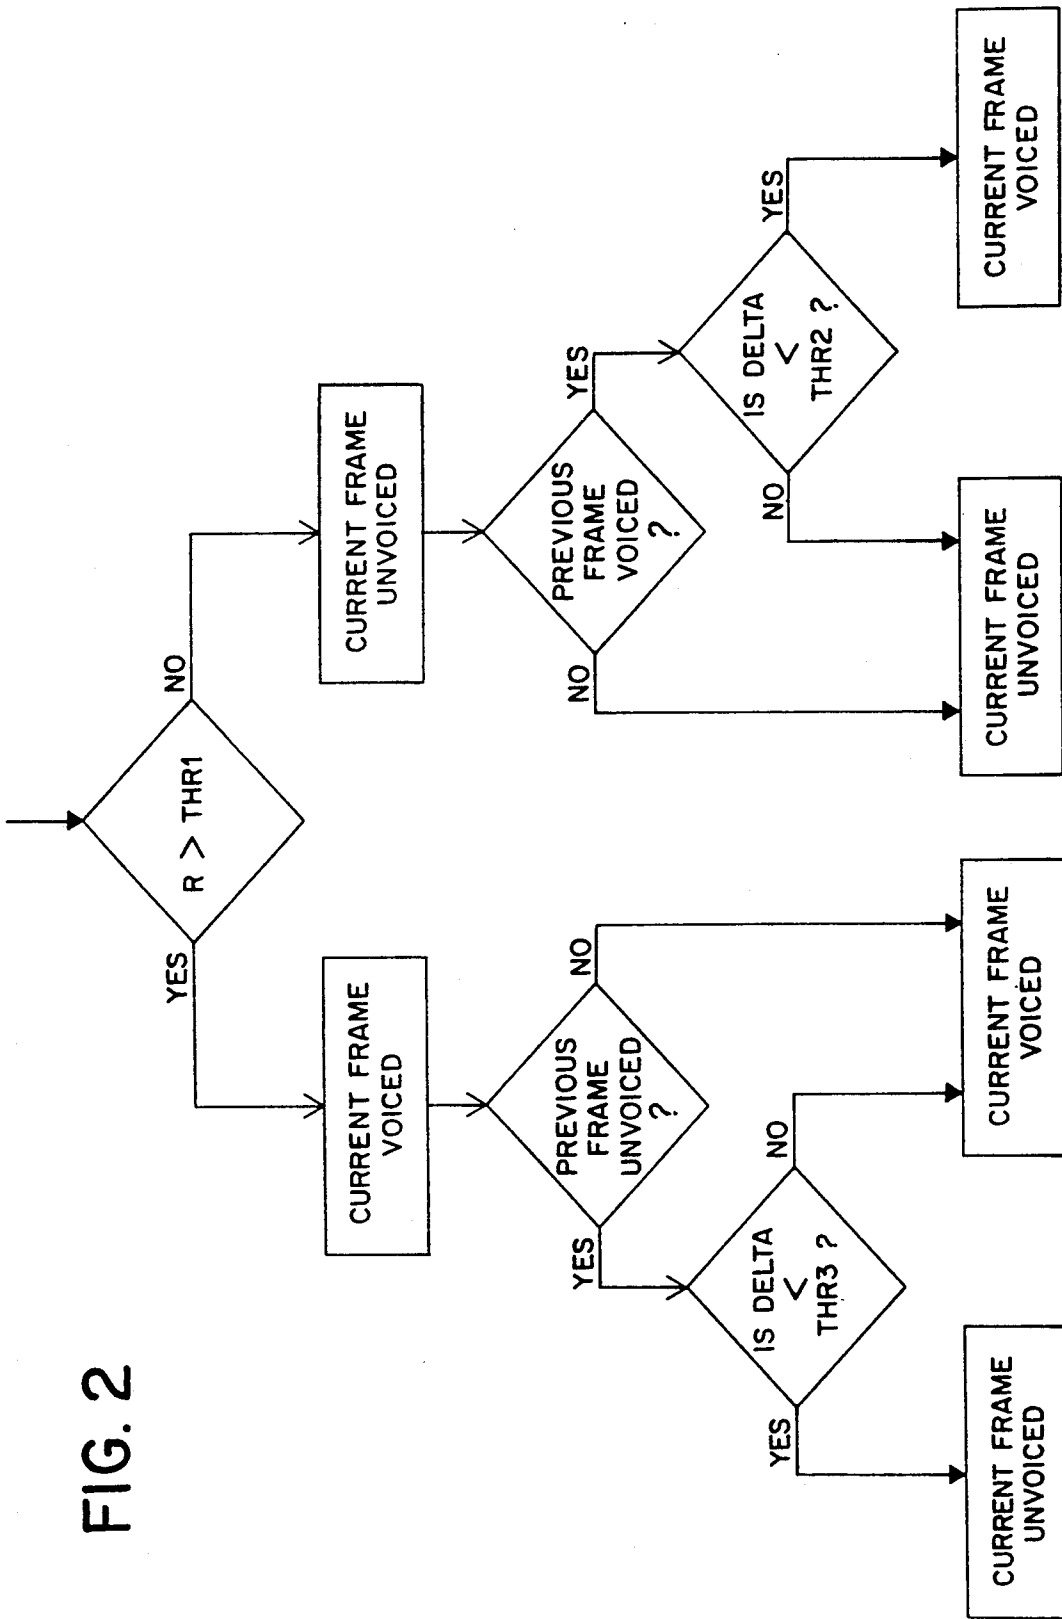 FIG. 2
R > THR1
YES
NO
CURRENT FRAME
VOICED
CURRENT FRAME
UNVOICED
PREVIOUS
FRAME
UNVOICED
?
YES
NO
PREVIOUS
FRAME
VOICED
?
NO
YES
IS DELTA
<
THR3 ?
YES
NO
IS DELTA
<
THR2 ?
NO
YES
CURRENT FRAME
UNVOICED
CURRENT FRAME
VOICED
CURRENT FRAME
UNVOICED
CURRENT FRAME
VOICED